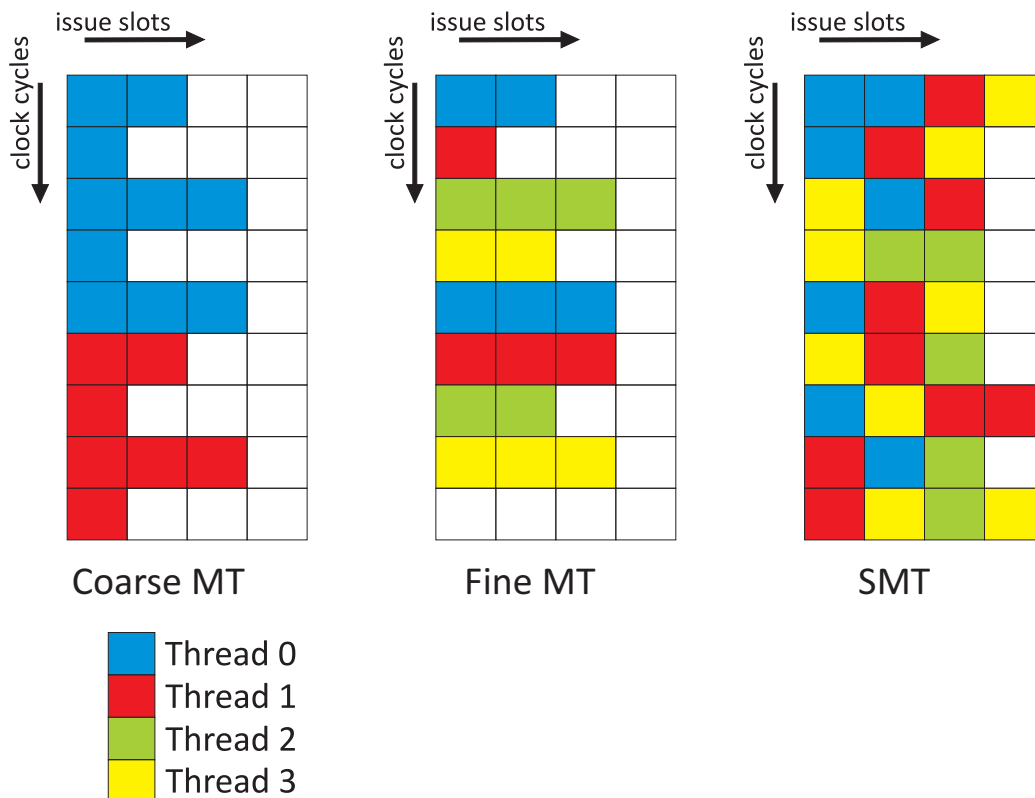 issue slots
clock cycles
issue slots
clock cycles
issue slots
clock cycles
Coarse MT
Fine MT
SMT
Thread 0
Thread 1
Thread 2
Thread 3